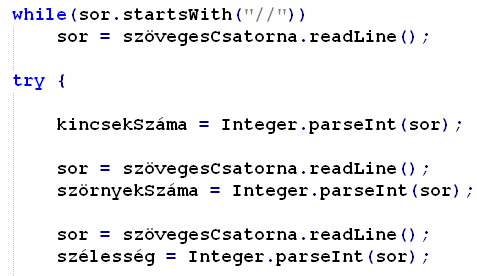 while(sor.startsWith("//"))
sor = szövegesCsatorna.readLine();
try {
kincsekSzáma = Integer.parseInt(sor);
sor = szövegesCsatorna.readLine();
szörnyekSzáma = Integer.parseInt(sor);
sor = szövegesCsatorna.readLine();
szélesség = Integer.parseInt(sor);